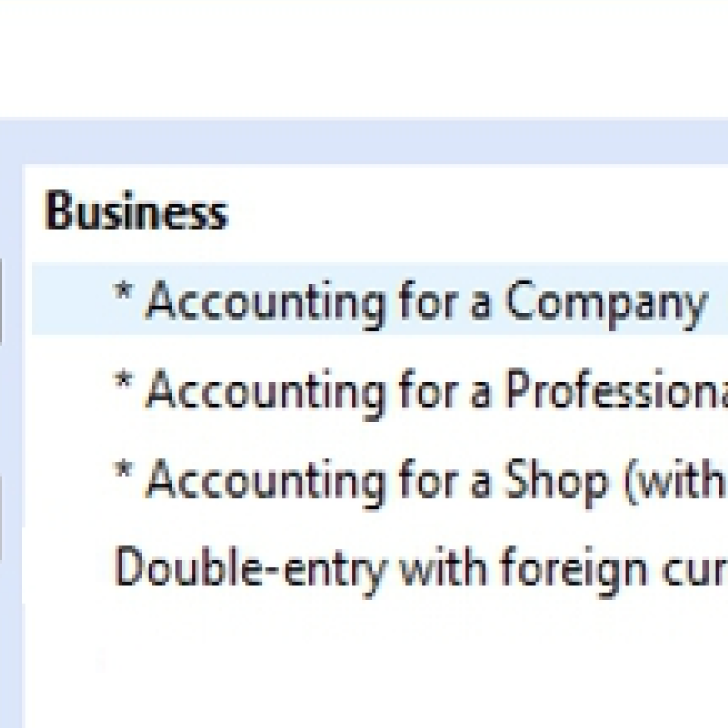 Business
* Accounting for a Company
* Accounting for a Professiona
* Accounting for a Shop (with
Double-entry with foreign cur